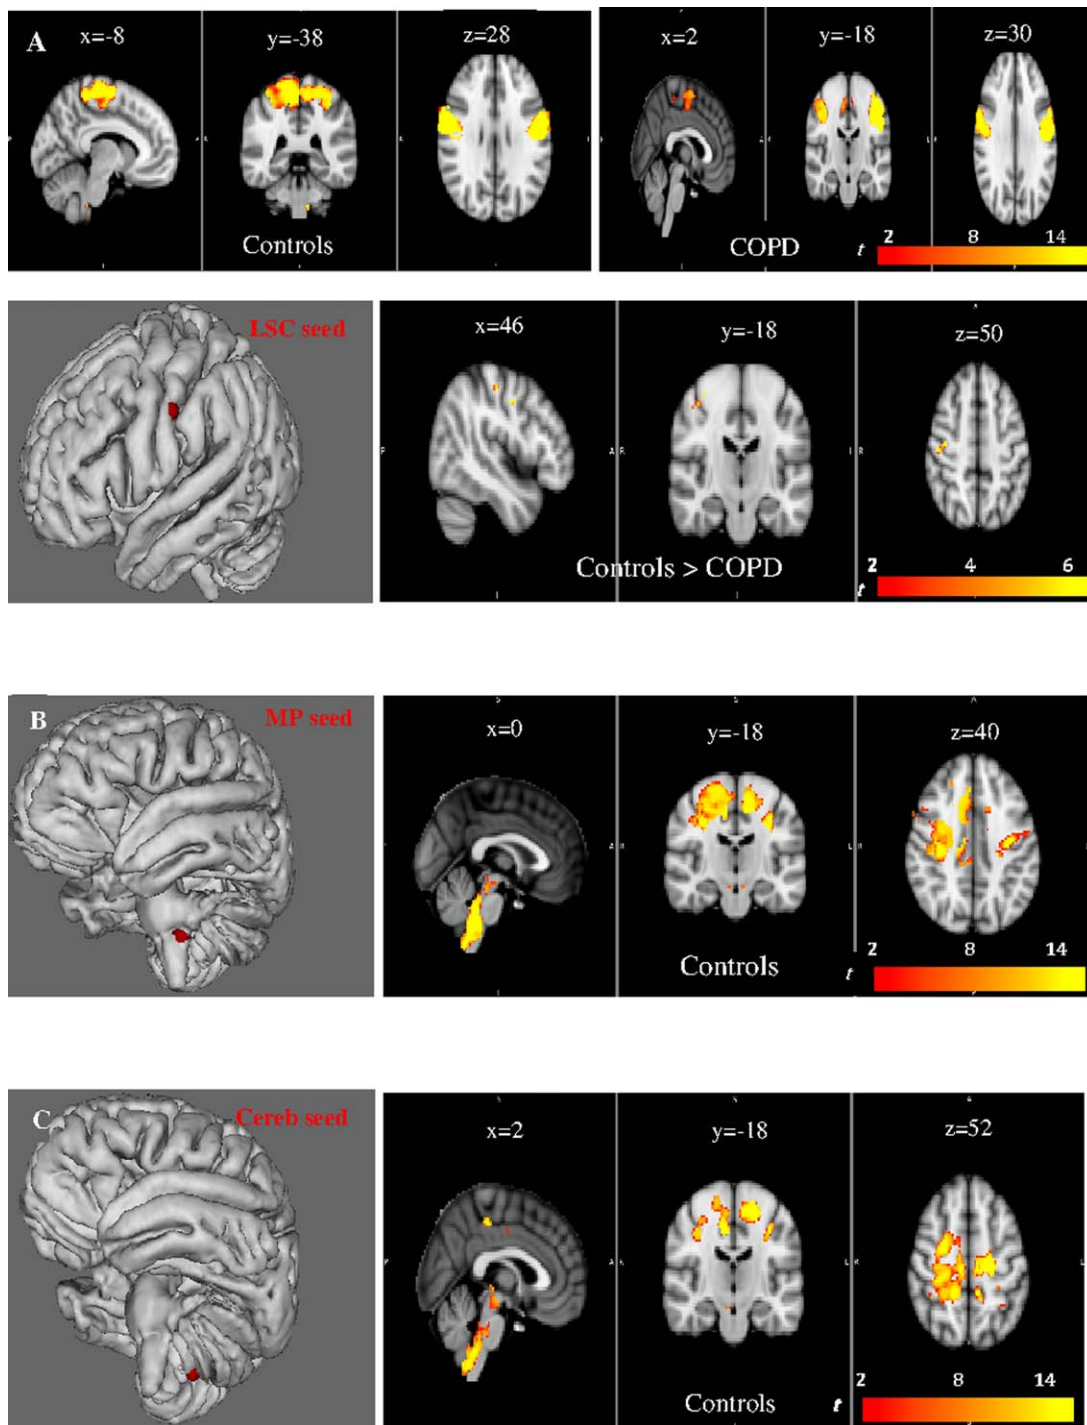 A
x=-8 y=-38 z=28 x=2 y=-18 z=30
Controls COPD
t 2 8 14
LSC seed
x=46 y=-18 z=50
Controls > COPD
t 2 4 6
B
MP seed
x=0 y=-18 z=40
Controls
t 2 8 14
C
Cereb seed
x=2 y=-18 z=52
Controls
t 2 8 14